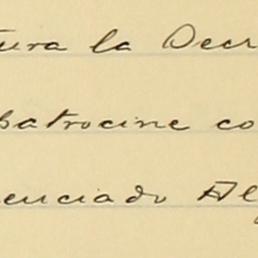 tura la Decr
patrocine co
enciado Al